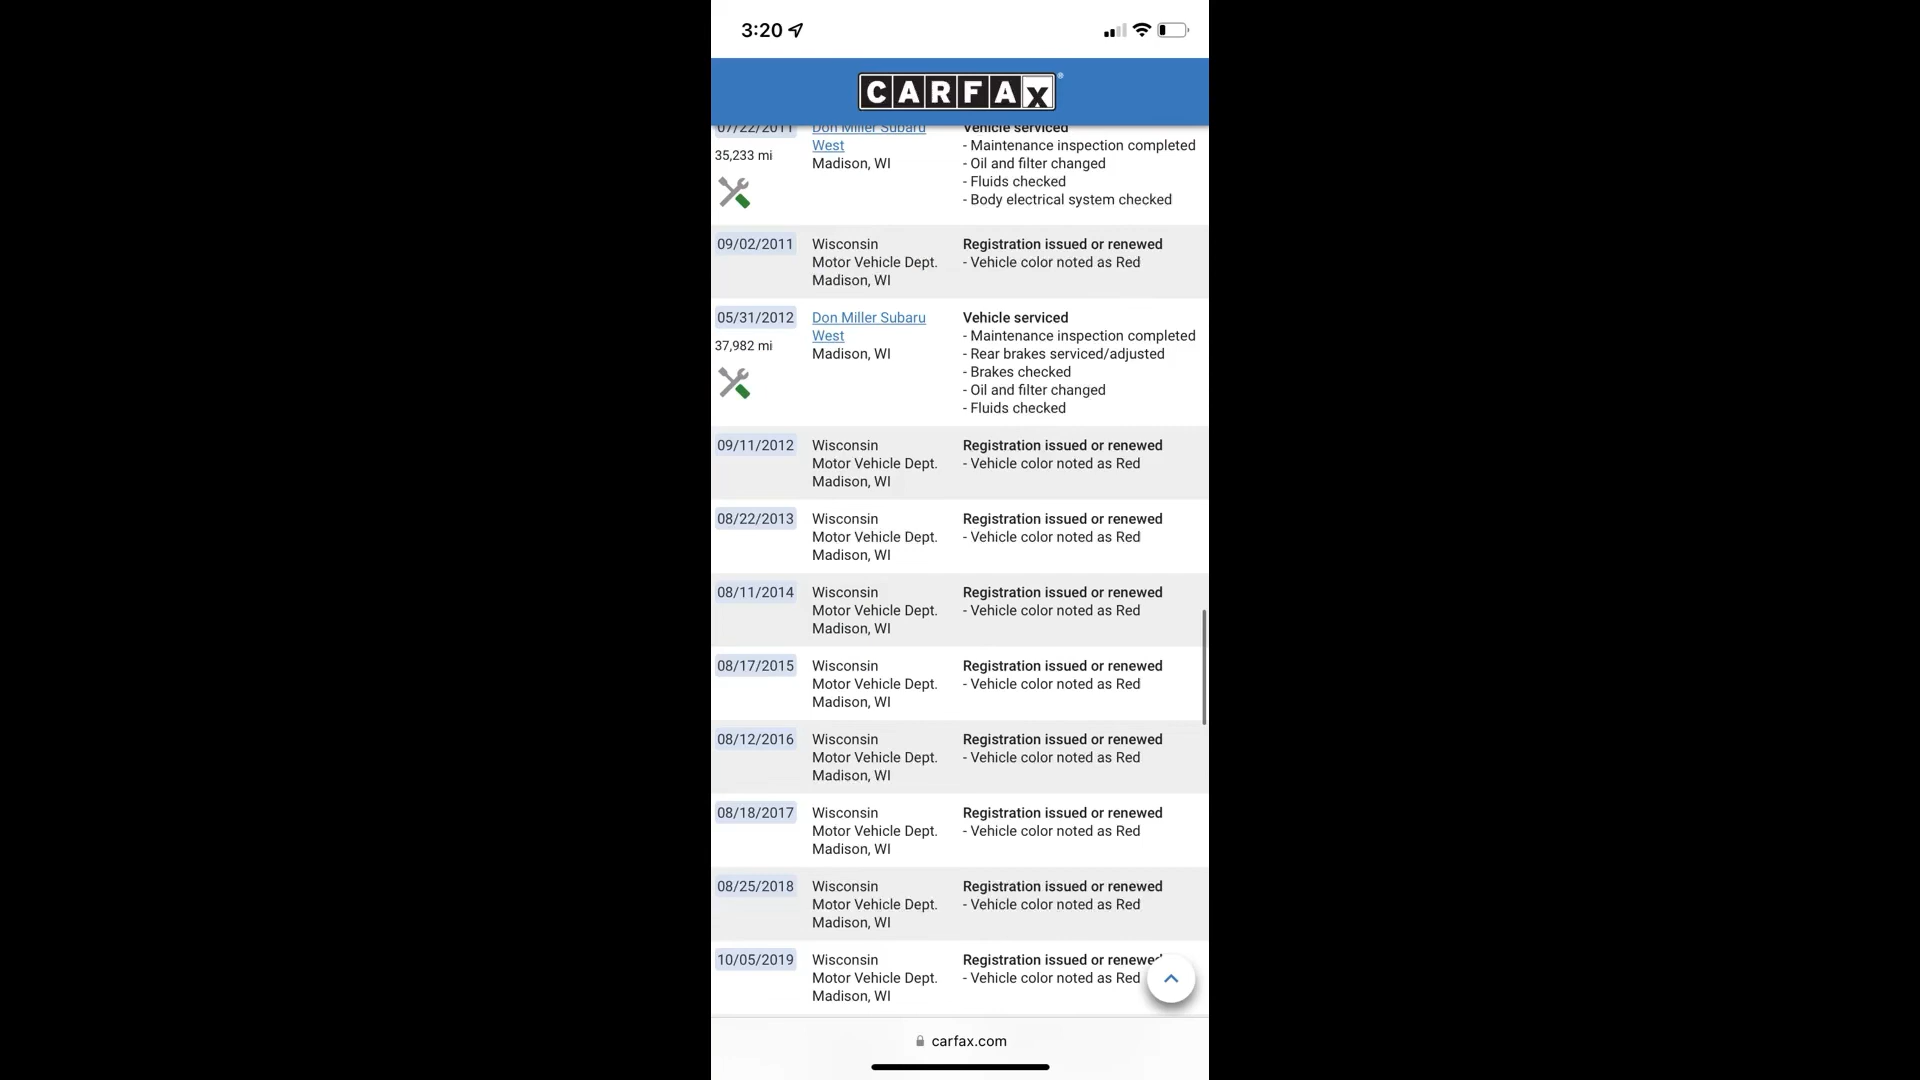 3:20
CARFAX
07/22/2011 Don Miller Subaru Vehicle serviced
West - Maintenance inspection completed
35,233 mi
Madison, WI - Oil and filter changed
- Fluids checked
- Body electrical system checked
09/02/2011 Wisconsin Registration issued or renewed
Motor Vehicle Dept. - Vehicle color noted as Red
Madison, WI
05/31/2012 Don Miller Subaru Vehicle serviced
West - Maintenance inspection completed
37,982 mi
Madison, WI - Rear brakes serviced/adjusted
- Brakes checked
- Oil and filter changed
- Fluids checked
09/11/2012 Wisconsin Registration issued or renewed
Motor Vehicle Dept. - Vehicle color noted as Red
Madison, WI
08/22/2013 Wisconsin Registration issued or renewed
Motor Vehicle Dept. - Vehicle color noted as Red
Madison, WI
08/11/2014 Wisconsin Registration issued or renewed
Motor Vehicle Dept. - Vehicle color noted as Red
Madison, WI
08/17/2015 Wisconsin Registration issued or renewed
Motor Vehicle Dept. - Vehicle color noted as Red
Madison, WI
08/12/2016 Wisconsin Registration issued or renewed
Motor Vehicle Dept. - Vehicle color noted as Red
Madison, WI
08/18/2017 Wisconsin Registration issued or renewed
Motor Vehicle Dept. - Vehicle color noted as Red
Madison, WI
08/25/2018 Wisconsin Registration issued or renewed
Motor Vehicle Dept. - Vehicle color noted as Red
Madison, WI
10/05/2019 Wisconsin Registration issued or renewed
Motor Vehicle Dept. - Vehicle color noted as Red
Madison, WI
carfax.com